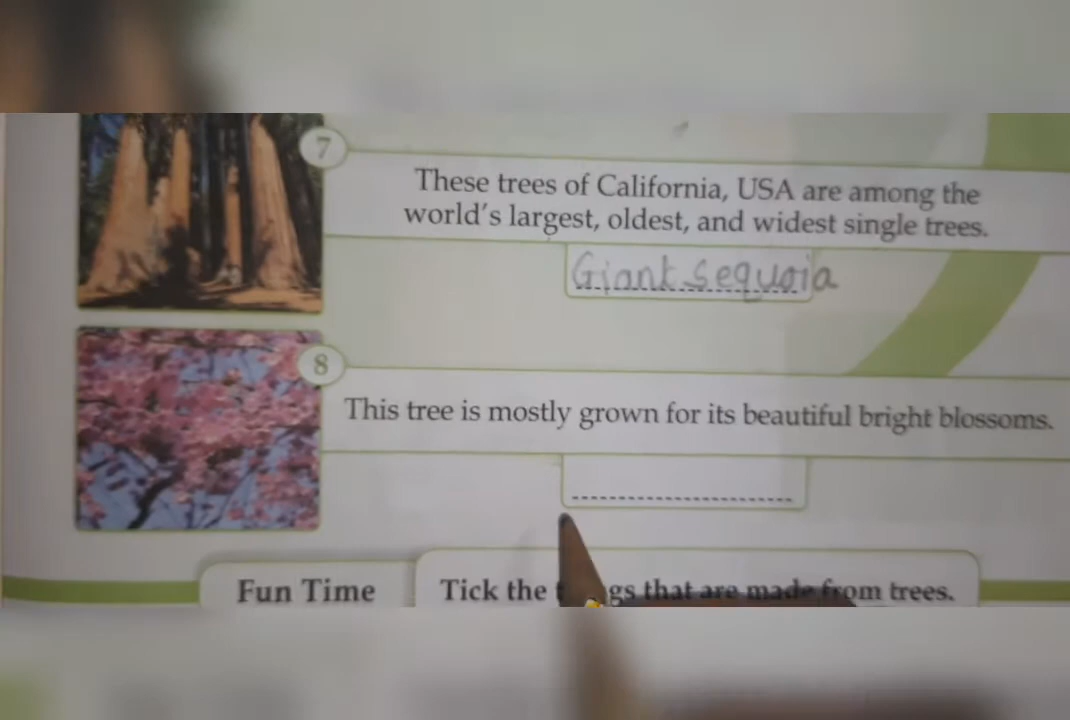 7
These trees of California, USA are among the
world's largest, oldest, and widest single trees.
Giant sequoia
8
This tree is mostly grown for its beautiful bright blossoms.
Fun Time
Tick the that are made from trees.